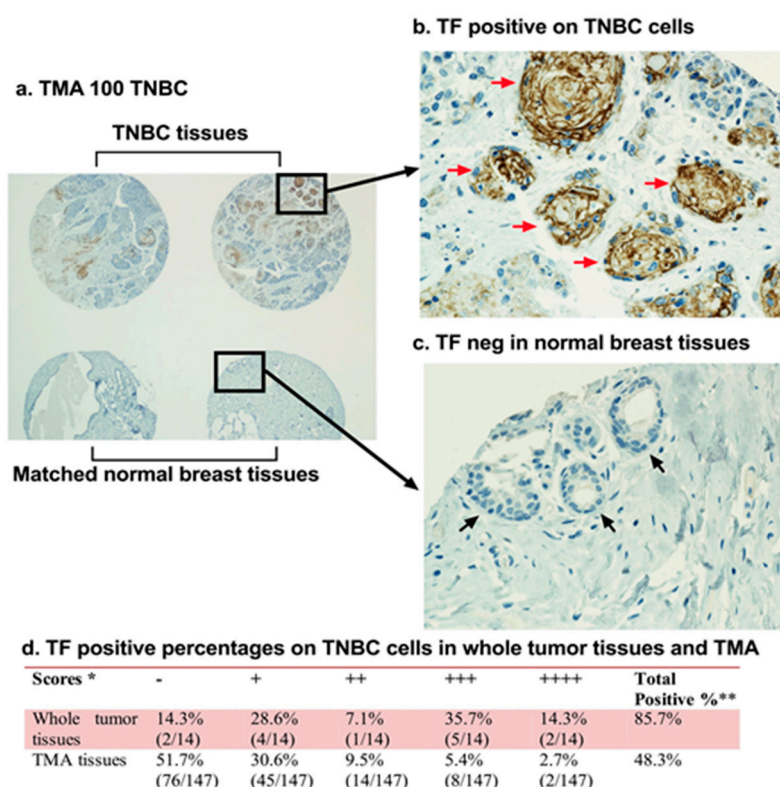 a. TMA 100 TNBC
TNBC tissues
Matched normal breast tissues
b. TF positive on TNBC cells
c. TF neg in normal breast tissues
d. TF positive percentages on TNBC cells in whole tumor tissues and TMA
Scores * - + ++ +++ ++++ Total
Positive %**
Whole tumor 14.3% 28.6% 7.1% 35.7% 14.3% 85.7%
tissues (2/14) (4/14) (1/14) (5/14) (2/14)
TMA tissues 51.7% 30.6% 9.5% 5.4% 2.7% 48.3%
(76/147) (45/147) (14/147) (8/147) (2/147)